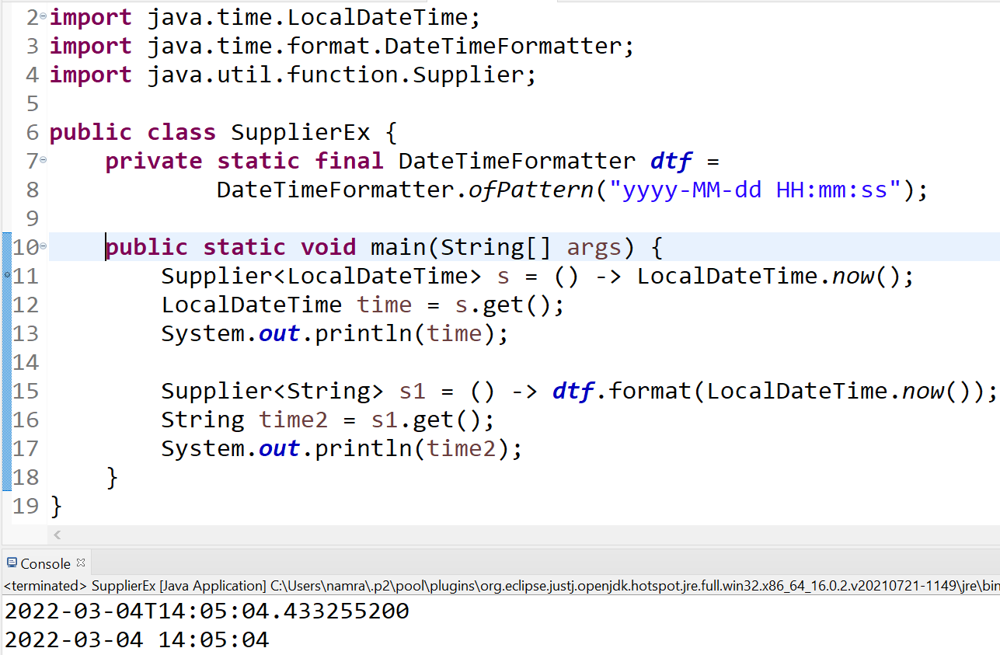 2 import java.time.LocalDateTime;
3 import java.time.format.DateTimeFormatter;
4 import java.util.function.Supplier;
5
6 public class SupplierEx {
7     private static final DateTimeFormatter dtf =
8             DateTimeFormatter.ofPattern("yyyy-MM-dd HH:mm:ss");
9
10     public static void main(String[] args) {
11         Supplier<LocalDateTime> s = () -> LocalDateTime.now();
12         LocalDateTime time = s.get();
13         System.out.println(time);
14
15         Supplier<String> s1 = () -> dtf.format(LocalDateTime.now());
16         String time2 = s1.get();
17         System.out.println(time2);
18     }
19 }
Console
<terminated> SupplierEx [Java Application] C:\Users\namra\.p2\pool\plugins\org.eclipse.justj.openjdk.hotspot.jre.full.win32.x86_64_16.0.2.v20210721-1149\jre\bin
2022-03-04T14:05:04.433255200
2022-03-04 14:05:04